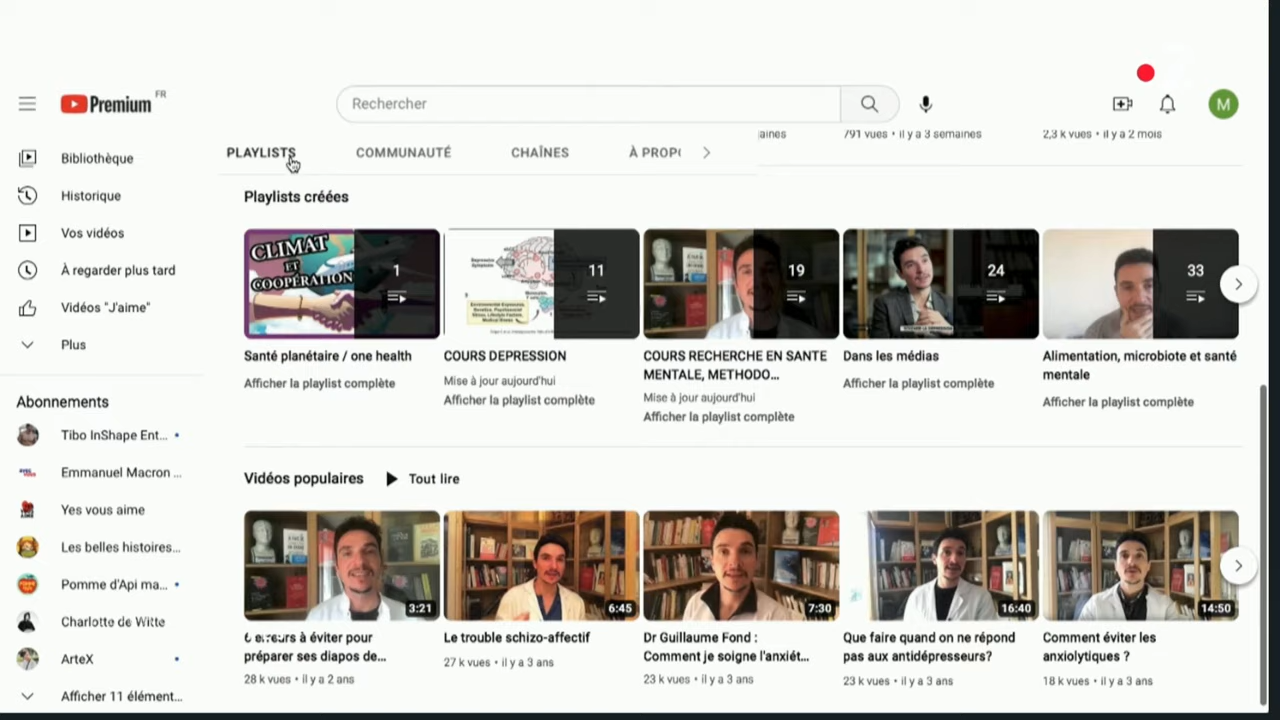 Premium FR
Rechercher
M
Bibliothèque
Historique
Vos vidéos
À regarder plus tard
Vidéos "J'aime"
Plus
Abonnements
Tibo InShape Ent...
Emmanuel Macron ...
Yes vous aime
Les belles histoires...
Pomme d'Api ma...
Charlotte de Witte
ArteX
Afficher 11 élément...
aines
791 vues • il y a 3 semaines
2,3 k vues • il y a 2 mois
PLAYLISTS
COMMUNAUTÉ
CHAÎNES
À PROP
Playlists créées
CLIMAT
ET
COOPÉRATION
1
11
19
24
33
Santé planétaire / one health
Afficher la playlist complète
COURS DEPRESSION
Mise à jour aujourd'hui
Afficher la playlist complète
COURS RECHERCHE EN SANTE
MENTALE, METHODO...
Mise à jour aujourd'hui
Afficher la playlist complète
Dans les médias
Afficher la playlist complète
Alimentation, microbiote et santé
mentale
Afficher la playlist complète
Vidéos populaires
Tout lire
3:21
6:45
7:30
16:40
14:50
6 erreurs à éviter pour
préparer ses diapos de...
28 k vues • il y a 2 ans
Le trouble schizo-affectif
27 k vues • il y a 3 ans
Dr Guillaume Fond :
Comment je soigne l'anxiét...
23 k vues • il y a 3 ans
Que faire quand on ne répond
pas aux antidépresseurs?
23 k vues • il y a 3 ans
Comment éviter les
anxiolytiques ?
18 k vues • il y a 3 ans